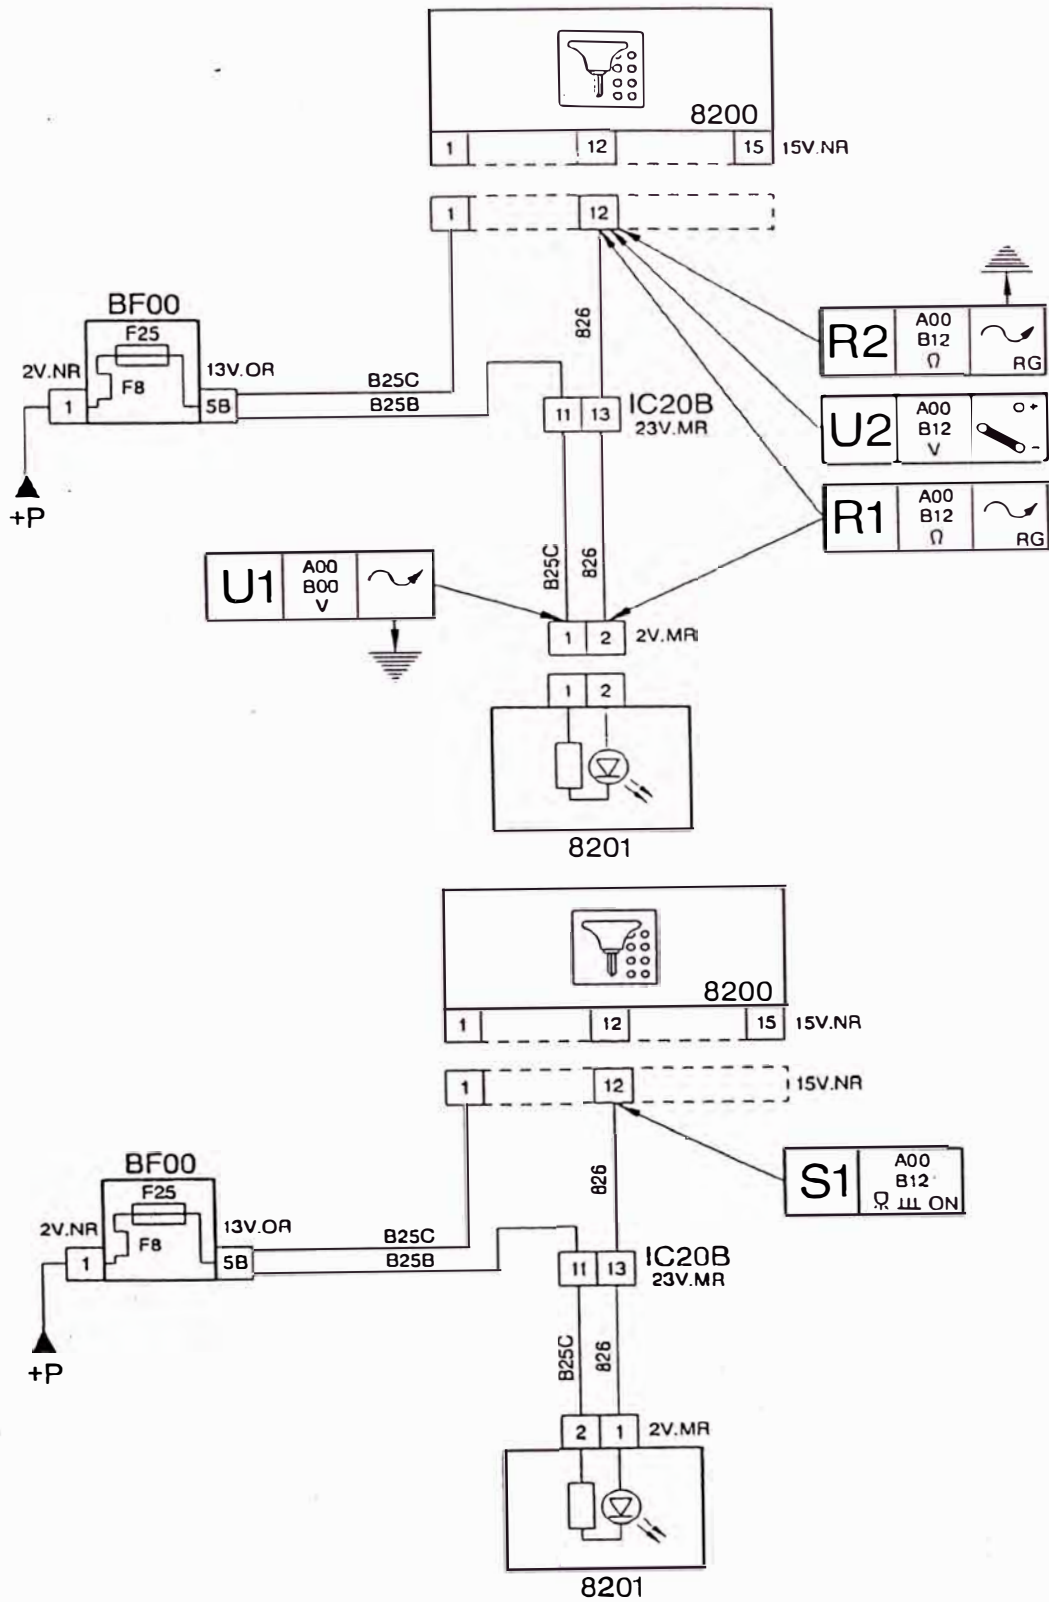 8200
1 12 15 15V.NR
1 12
BF00
F25
F8
2V.NR
13V.OR
1
5B
+P
B25C
B25B
826
11 13 IC20B
23V.MR
R2 A00
B12
Ω
RG
U2 A00
B12
V
+
-
R1 A00
B12
Ω
RG
B25C 826
U1 A00
B00
V
1 2 2V.MR
1 2
8201
8200
1 12 15 15V.NR
1 12 15V.NR
BF00
F25
F8
2V.NR
13V.OR
1
5B
+P
B25C
B25B
826
S1 A00
B12
ON
11 13 IC20B
23V.MR
B25C 826
2 1 2V.MR
8201